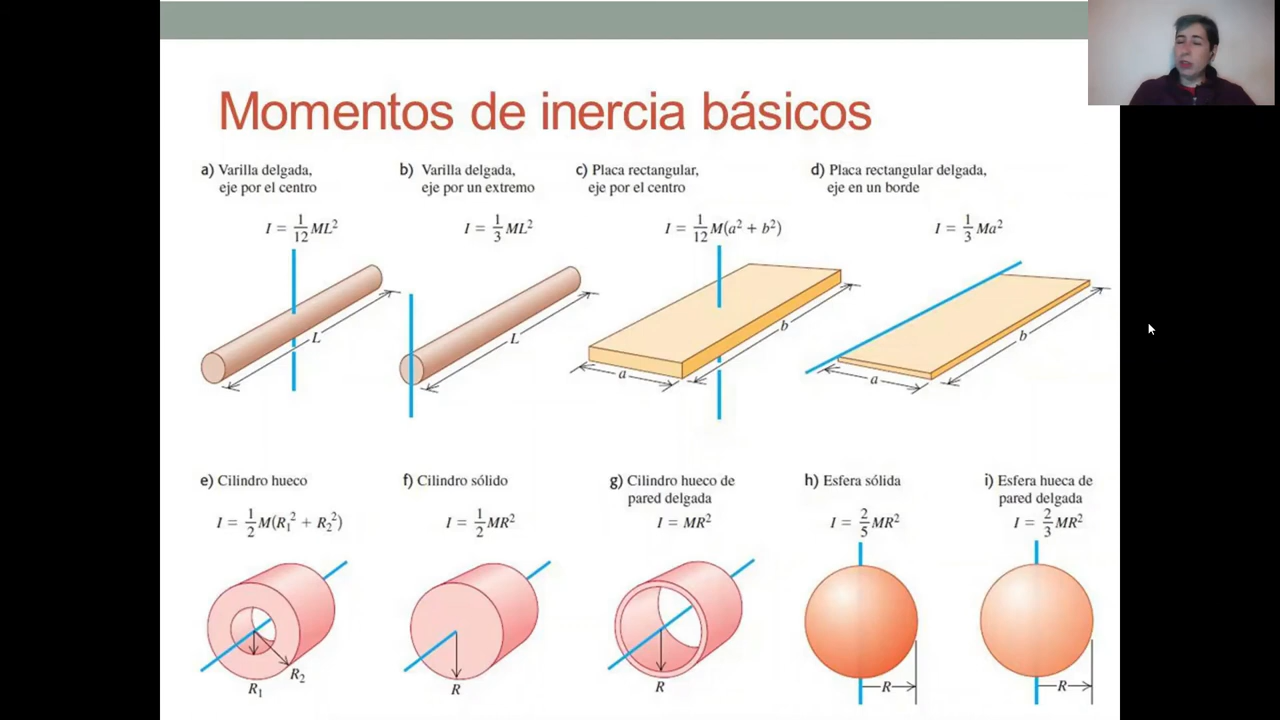 Momentos de inercia básicos
a) Varilla delgada,
eje por el centro
I = 1/12 ML²
L
b) Varilla delgada,
eje por un extremo
I = 1/3 ML²
L
c) Placa rectangular,
eje por el centro
I = 1/12 M(a² + b²)
b
a
d) Placa rectangular delgada,
eje en un borde
I = 1/3 Ma²
b
a
e) Cilindro hueco
I = 1/2 M(R₁² + R₂²)
R₂
R₁
f) Cilindro sólido
I = 1/2 MR²
R
g) Cilindro hueco de
pared delgada
I = MR²
R
h) Esfera sólida
I = 2/5 MR²
R
i) Esfera hueca de
pared delgada
I = 2/3 MR²
R